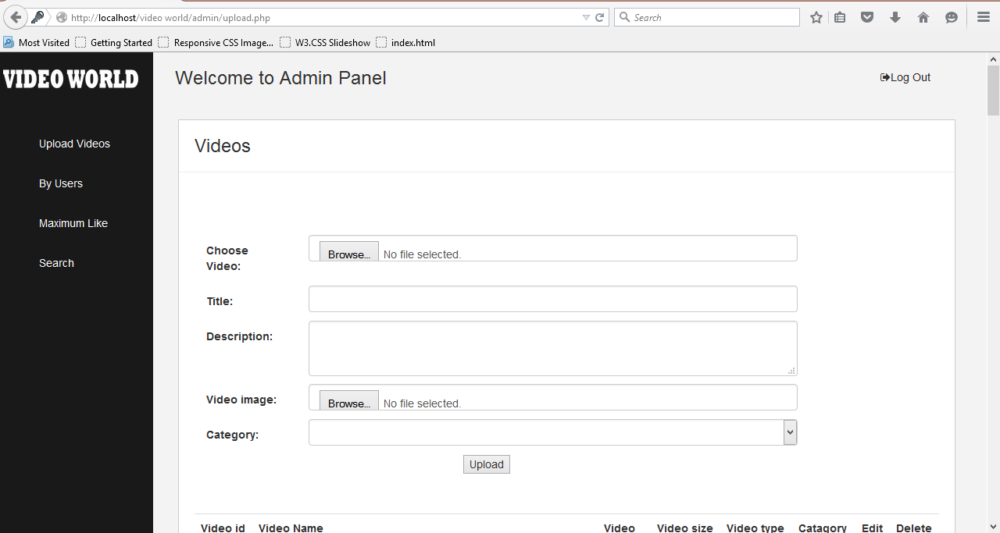 http://localhost/video world/admin/upload.php
Search
Most Visited Getting Started Responsive CSS Image... W3.CSS Slideshow index.html
VIDEO WORLD
Welcome to Admin Panel
Log Out
Upload Videos
By Users
Maximum Like
Search
Videos
Choose Video:
Browse... No file selected.
Title:
Description:
Video image:
Browse... No file selected.
Category:
Upload
Video id Video Name Video Video size Video type Catagory Edit Delete